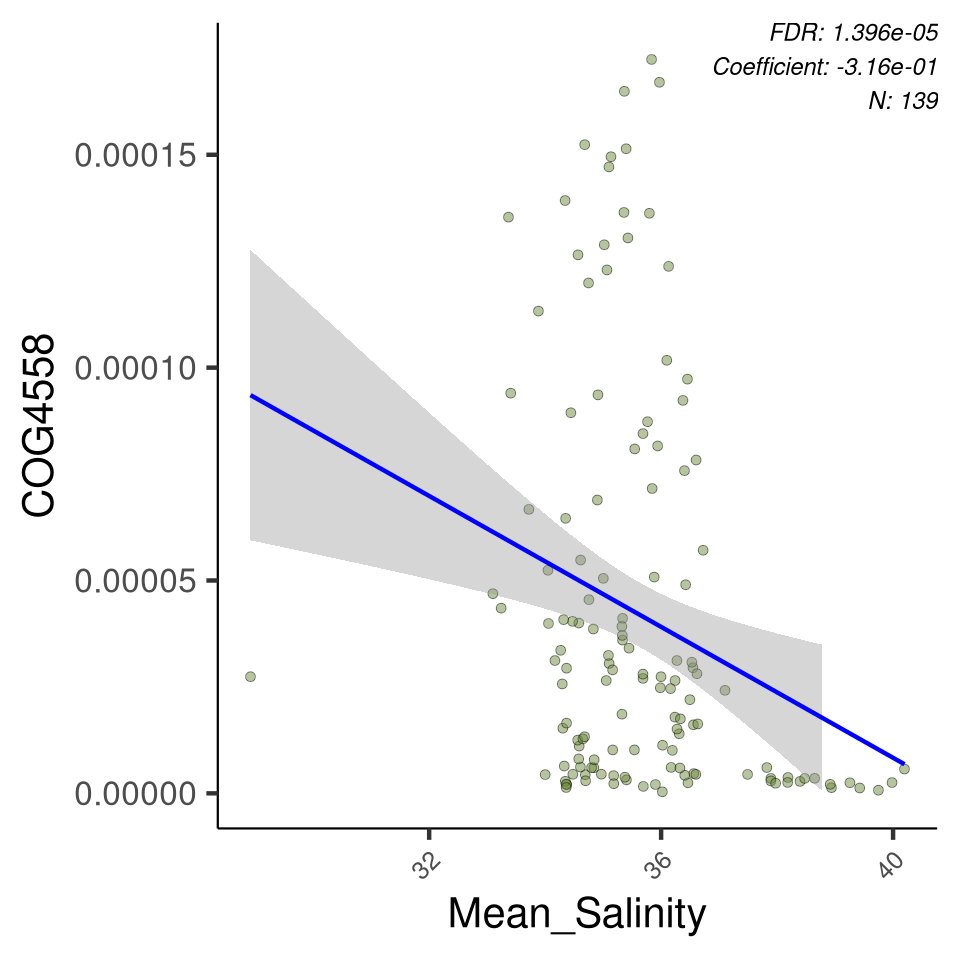 FDR: 1.396e-05
Coefficient: -3.16e-01
N: 139
0.00015
0.00010
0.00005
0.00000
COG4558
32
36
40
Mean_Salinity